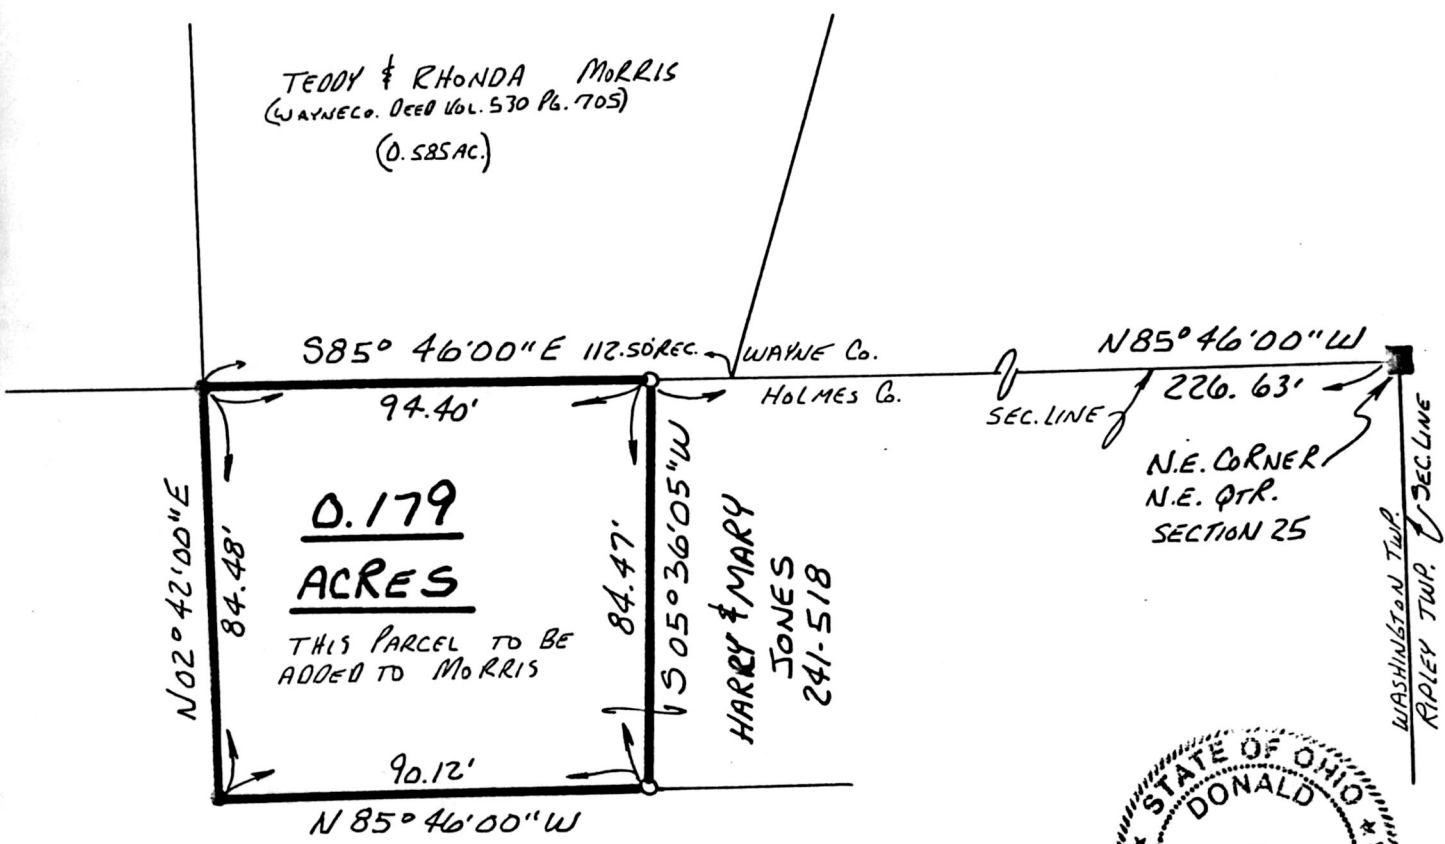 TEDDY & RHONDA MORRIS
(WAYNE CO. DEED VOL. 530 PG. 705)
(0.585 AC.)
S85° 46'00"E
112.50'REC.
WAYNE Co.
HOLMES Co.
N85° 46'00"W
226.63'
SEC. LINE
94.40'
N.E. CORNER
N.E. QTR.
SECTION 25
SEC. LINE
WASHINGTON TWP.
RIPLEY TWP.
N02° 42'00"E
84.48'
0.179
ACRES
THIS PARCEL TO BE
ADDED TO MORRIS
84.47'
S 05° 36'05"W
HARRY & MARY
JONES
241-518
90.12'
N 85° 46'00"W
STATE OF OHIO
DONALD